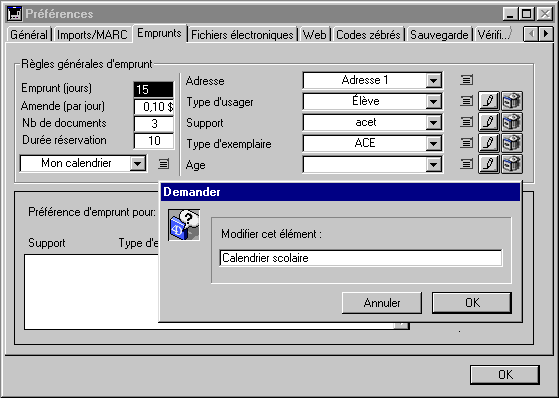 Préférences
Général Imports/MARC Emprunts Fichiers électroniques Web Codes zébrés Sauvegarde Vérifi...
Règles générales d'emprunt
Emprunt (jours) 15
Amende (par jour) 0,10 $
Nb de documents 3
Durée réservation 10
Mon calendrier
Adresse Adresse 1
Type d'usager Élève
Support acet
Type d'exemplaire ACE
Age
Demander
Préférence d'emprunt pour:
Support Type d'e
Modifier cet élément :
Calendrier scolaire
Annuler OK
OK